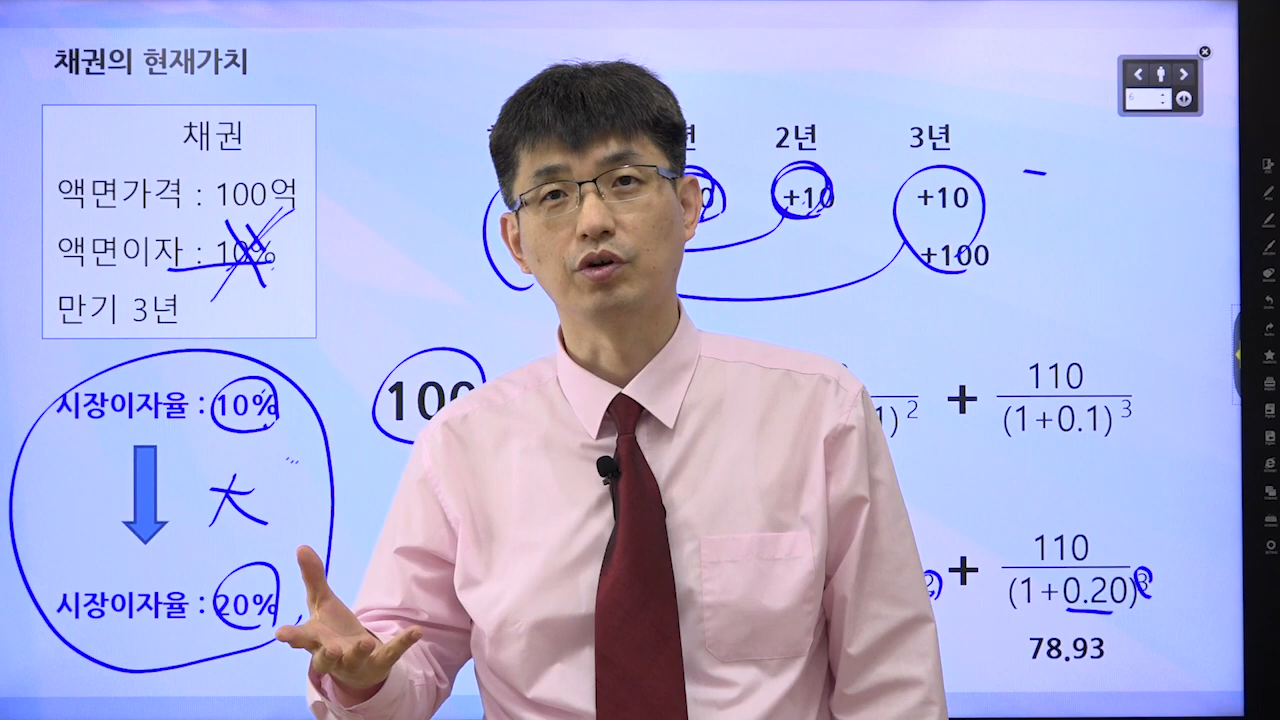 채권의 현재가치
채권
액면가격 : 100억
액면이자 : 10%
만기 3년
2년 3년
+10 +10
+100
시장이자율 : 10%
大
시장이자율 : 20%
100
+ 110
(1+0.1) 3
+ 110
(1+0.20)3
78.93